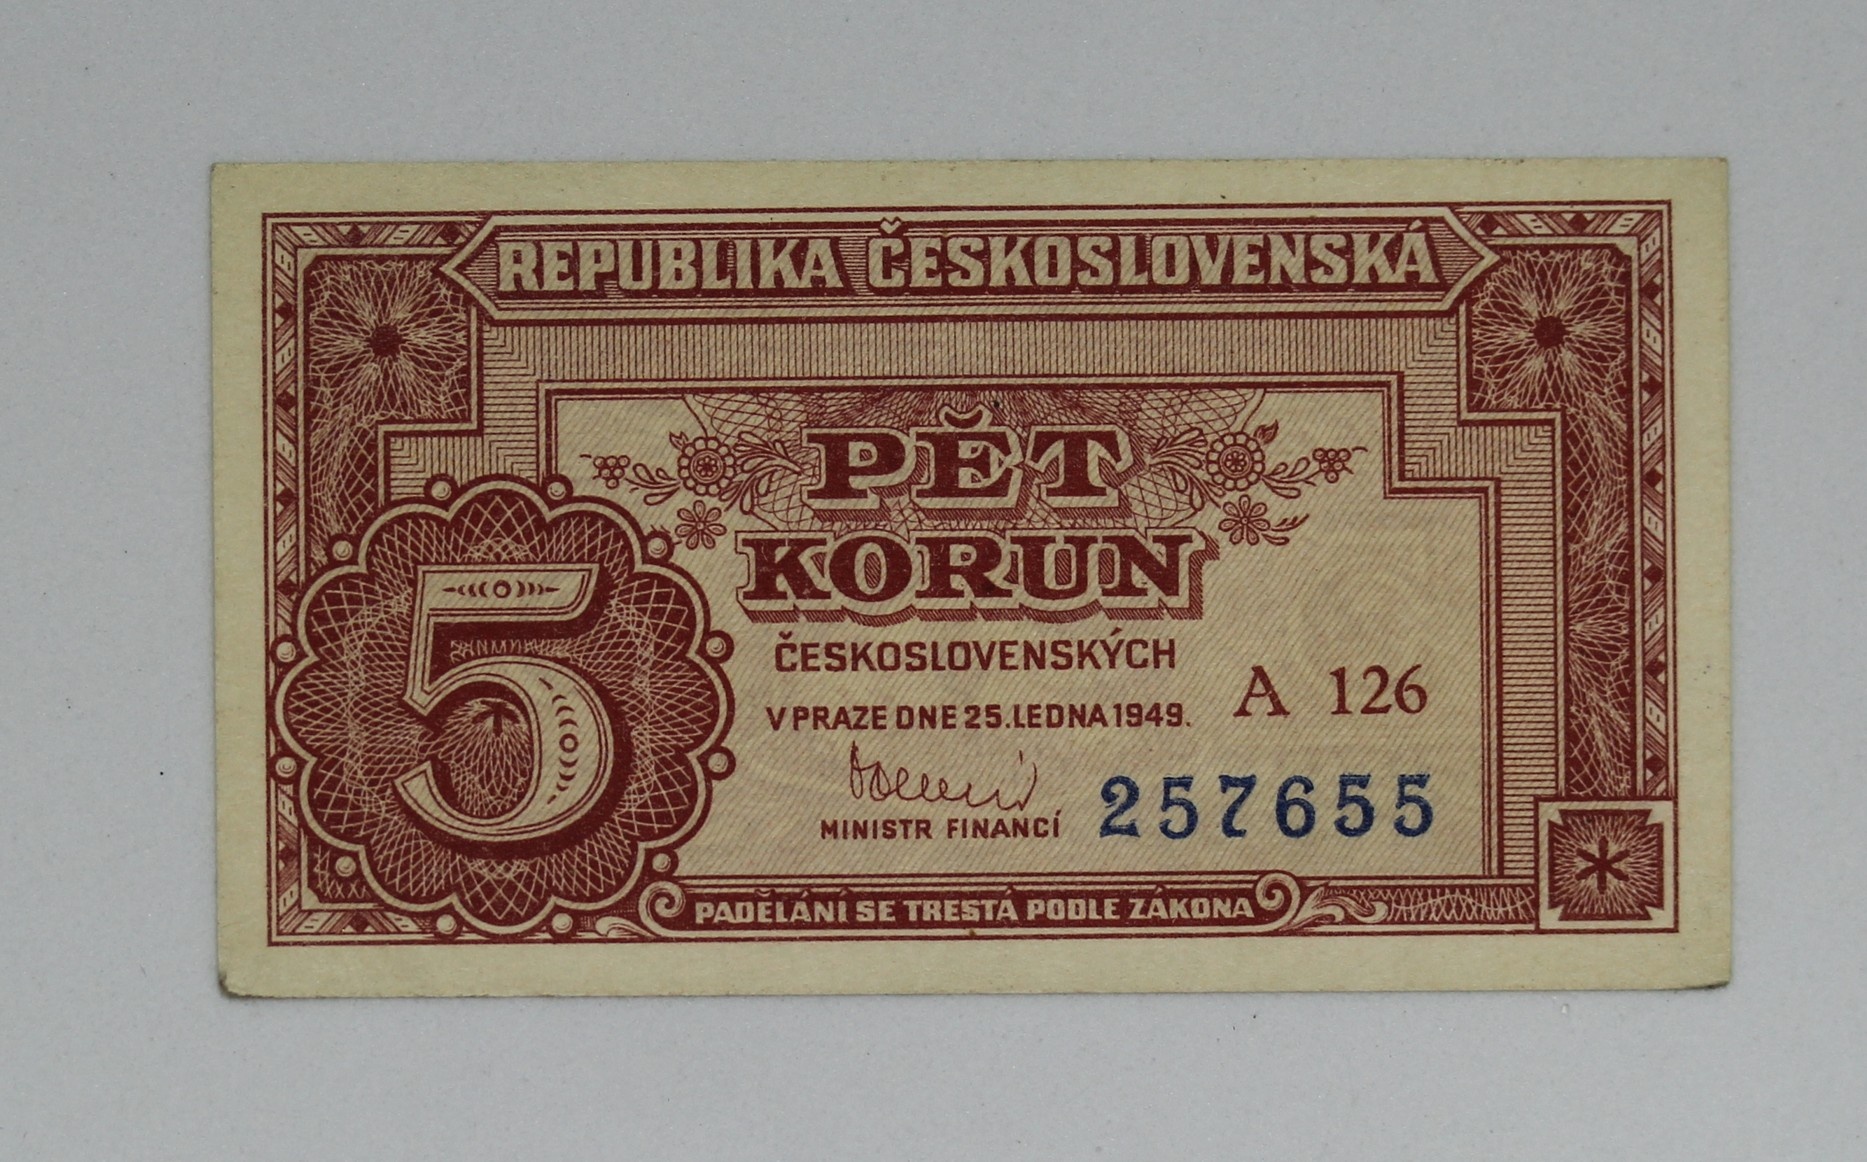 REPUBLIKA ČESKOSLOVENSKÁ
PĚT
KORUN
ČESKOSLOVENSKÝCH
V PRAZE DNE 25. LEDNA 1949.
A 126
MINISTR FINANCÍ
257655
5
PADĚLÁNÍ SE TRESTÁ PODLE ZÁKONA